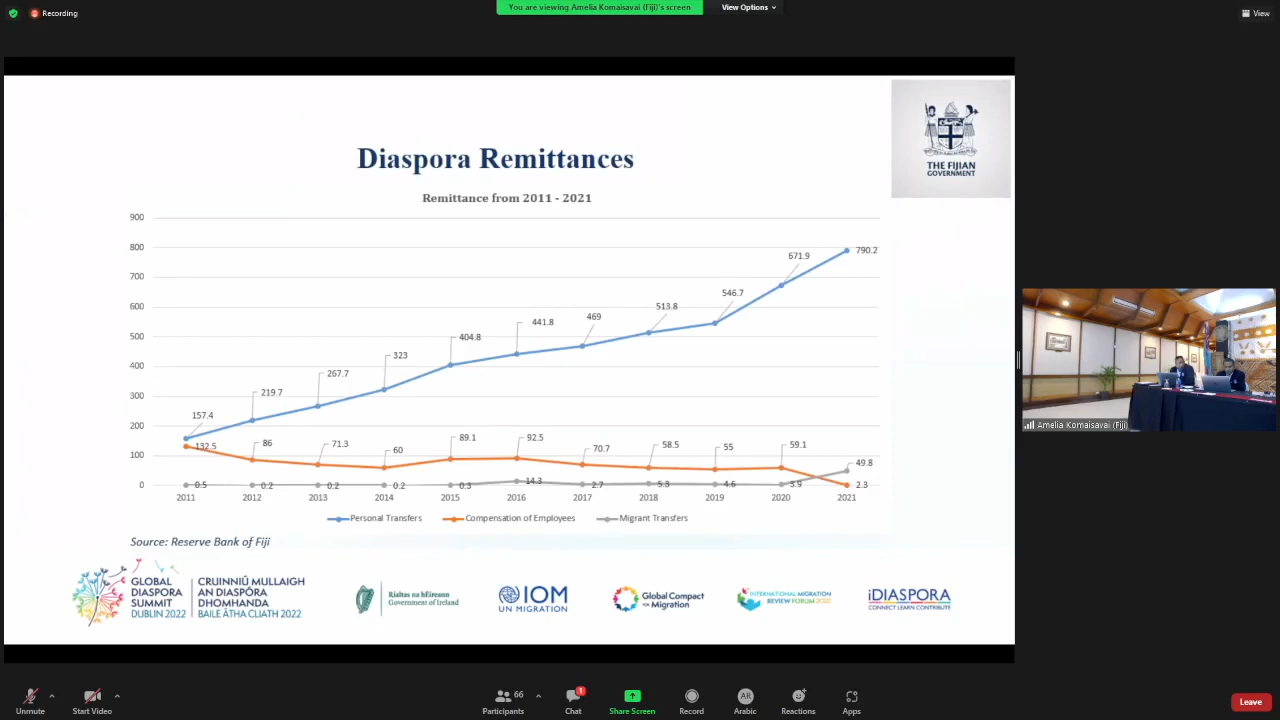 Recording
You are viewing Amelia Komaisavai (Fiji)'s screen
View Options
View
THE FIJIAN
GOVERNMENT
Diaspora Remittances
Remittance from 2011 - 2021
900
800
700
600
500
400
300
200
100
0
157.4
219.7
267.7
323
404.8
441.8
469
513.8
546.7
671.9
790.2
132.5
86
71.3
60
89.1
92.5
70.7
58.5
55
59.1
2.3
0.5
0.2
0.2
0.2
0.3
14.3
2.7
5.3
4.6
3.9
49.8
2011 2012 2013 2014 2015 2016 2017 2018 2019 2020 2021
Personal Transfers Compensation of Employees Migrant Transfers
Source: Reserve Bank of Fiji
GLOBAL
DIASPORA
SUMMIT
DUBLIN 2022
CRUINNIÚ MULLAIGH
AN DIASPÓRA
DHOMHANDA
BAILE ÁTHA CLIATH 2022
Rialtas na hÉireann
Government of Ireland
IOM
UN MIGRATION
Global Compact
for Migration
INTERNATIONAL MIGRATION
REVIEW FORUM 2022
iDIASPORA
CONNECT LEARN CONTRIBUTE
Amelia Komaisavai (Fiji)
Unmute
Start Video
66
Participants
1
Chat
Share Screen
Record
AR
Arabic
Reactions
Apps
Leave